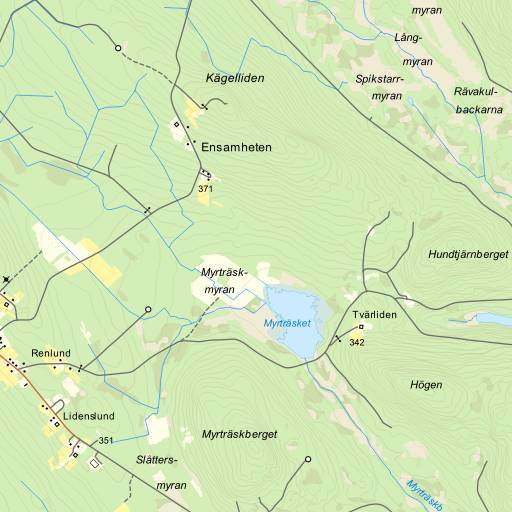 myran
Lång-
myran
Kägelliden
Spikstarr-
myran
Rävakul-
backarna
Ensamheten
371
Hundtjärnberget
Myrträsk-
myran
Myrträsket
Tvärliden
342
Renlund
Högen
Lidenslund
351
Myrträskberget
Slåtters-
myran
Myrträskb